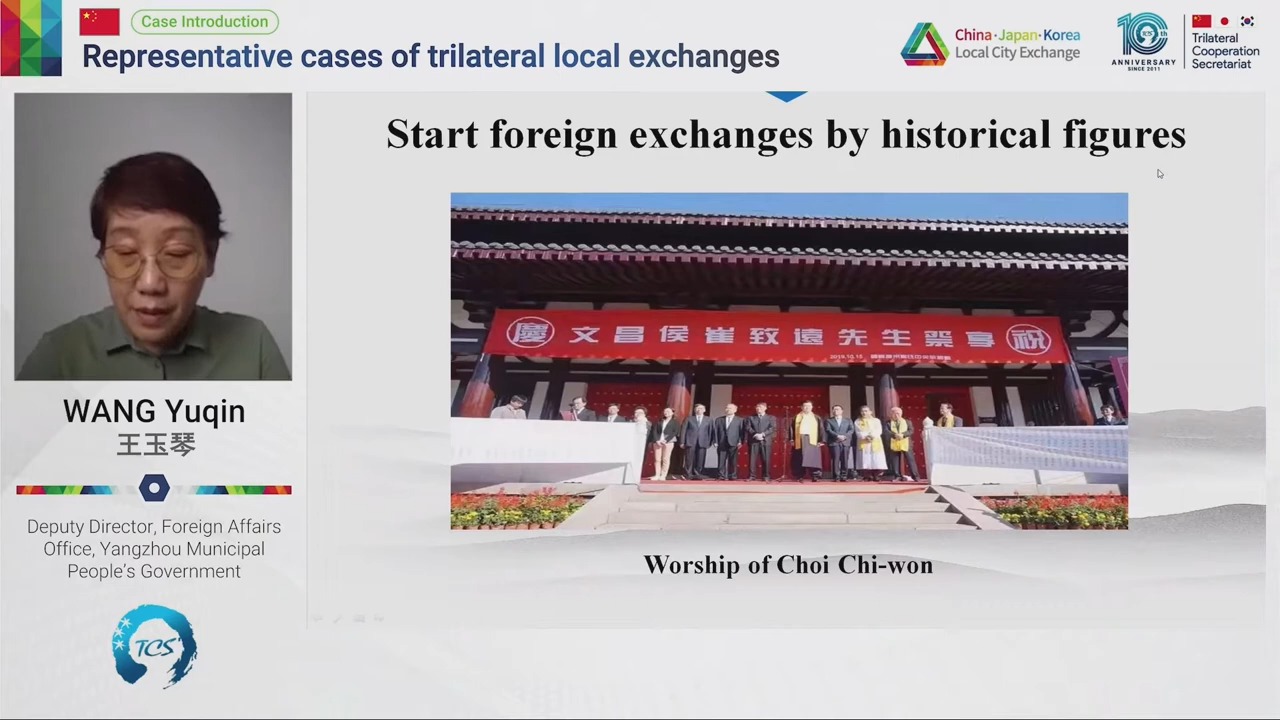 Case Introduction
Representative cases of trilateral local exchanges
China·Japan·Korea
Local City Exchange
10th
TCS
ANNIVERSARY
SINCE 2011
Trilateral
Cooperation
Secretariat
Start foreign exchanges by historical figures
慶 文昌侯崔致遠先生祭享 祝
Worship of Choi Chi-won
WANG Yuqin
王玉琴
Deputy Director, Foreign Affairs
Office, Yangzhou Municipal
People's Government
TCS